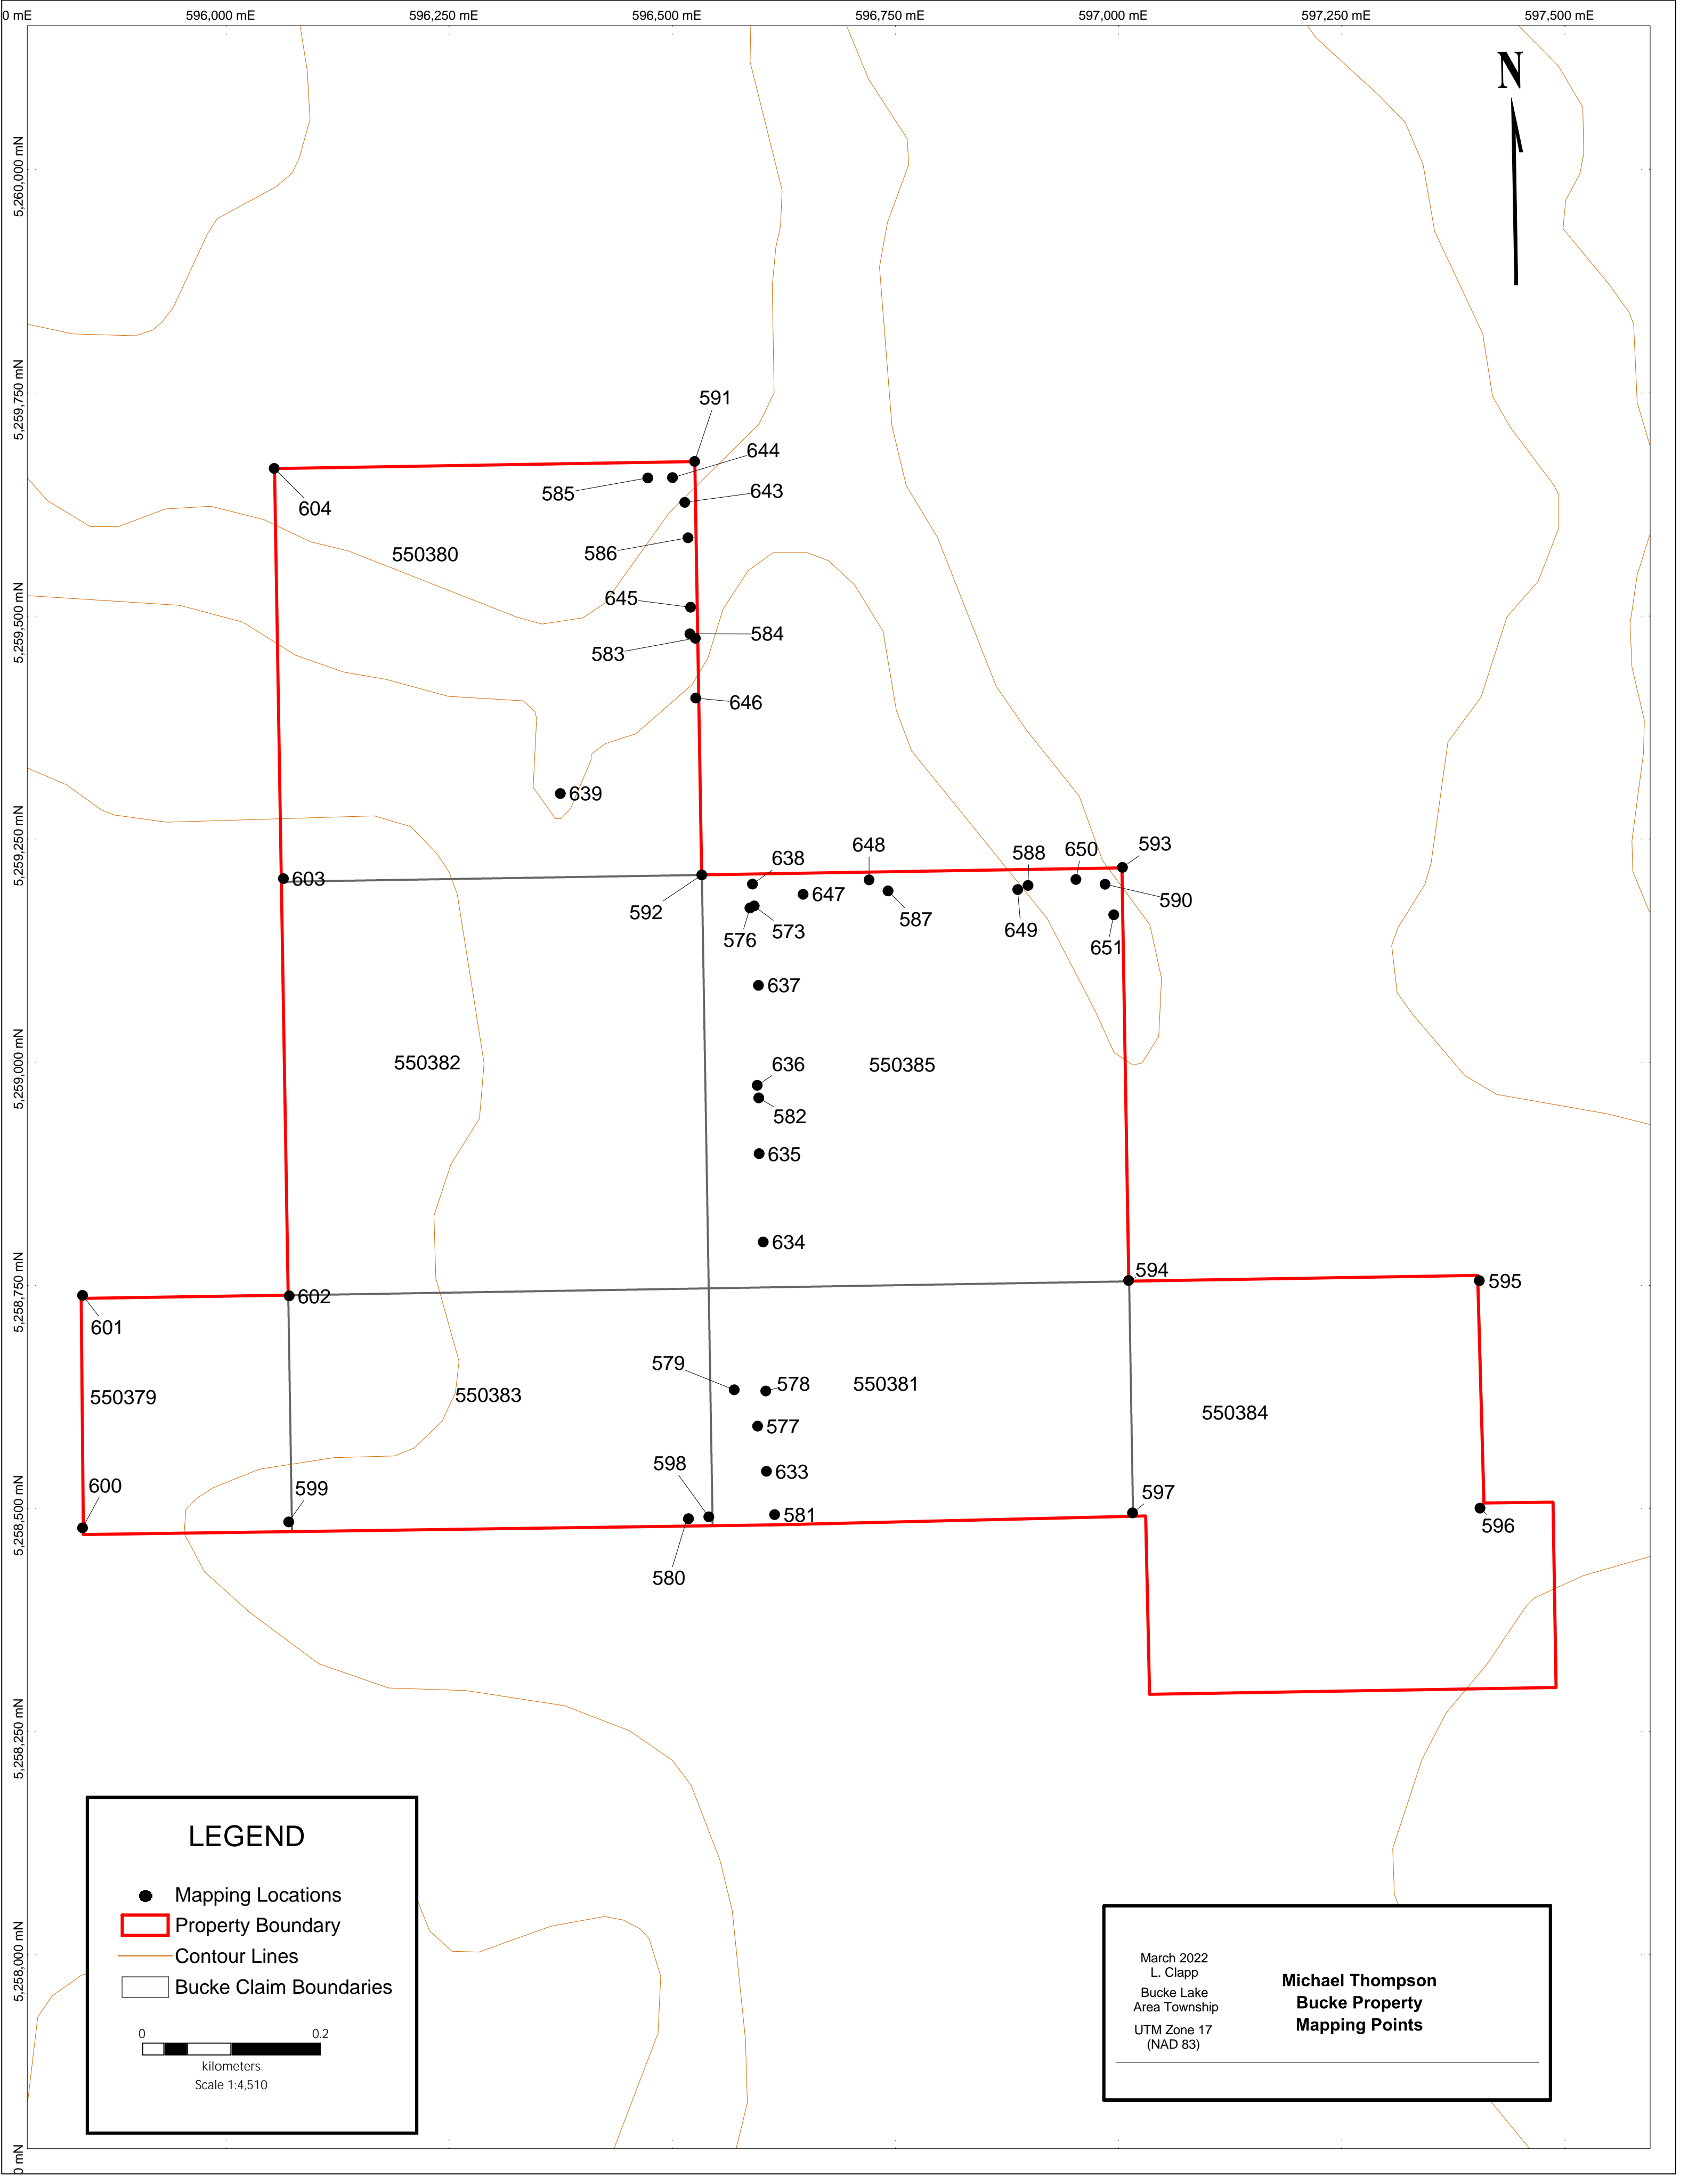 0 mE 596,000 mE 596,250 mE 596,500 mE 596,750 mE 597,000 mE 597,250 mE 597,500 mE
N
5,260,000 mN
5,259,750 mN
591
644
585
643
604
586
550380
645
584
583
646
5,259,500 mN
639
5,259,250 mN
638
648
588
650
593
603
592
647
587
590
576
573
649
651
637
5,259,000 mN
550382
636
550385
582
635
634
594
595
5,258,750 mN
602
601
579
578
550381
550379
550383
550384
577
598
633
600
599
597
581
596
5,258,500 mN
580
5,258,250 mN
LEGEND
Mapping Locations
Property Boundary
Contour Lines
Bucke Claim Boundaries
0 0.2
kilometers
Scale 1:4,510
5,258,000 mN
0 mN
March 2022
L. Clapp
Bucke Lake
Area Township
UTM Zone 17
(NAD 83)
Michael Thompson
Bucke Property
Mapping Points